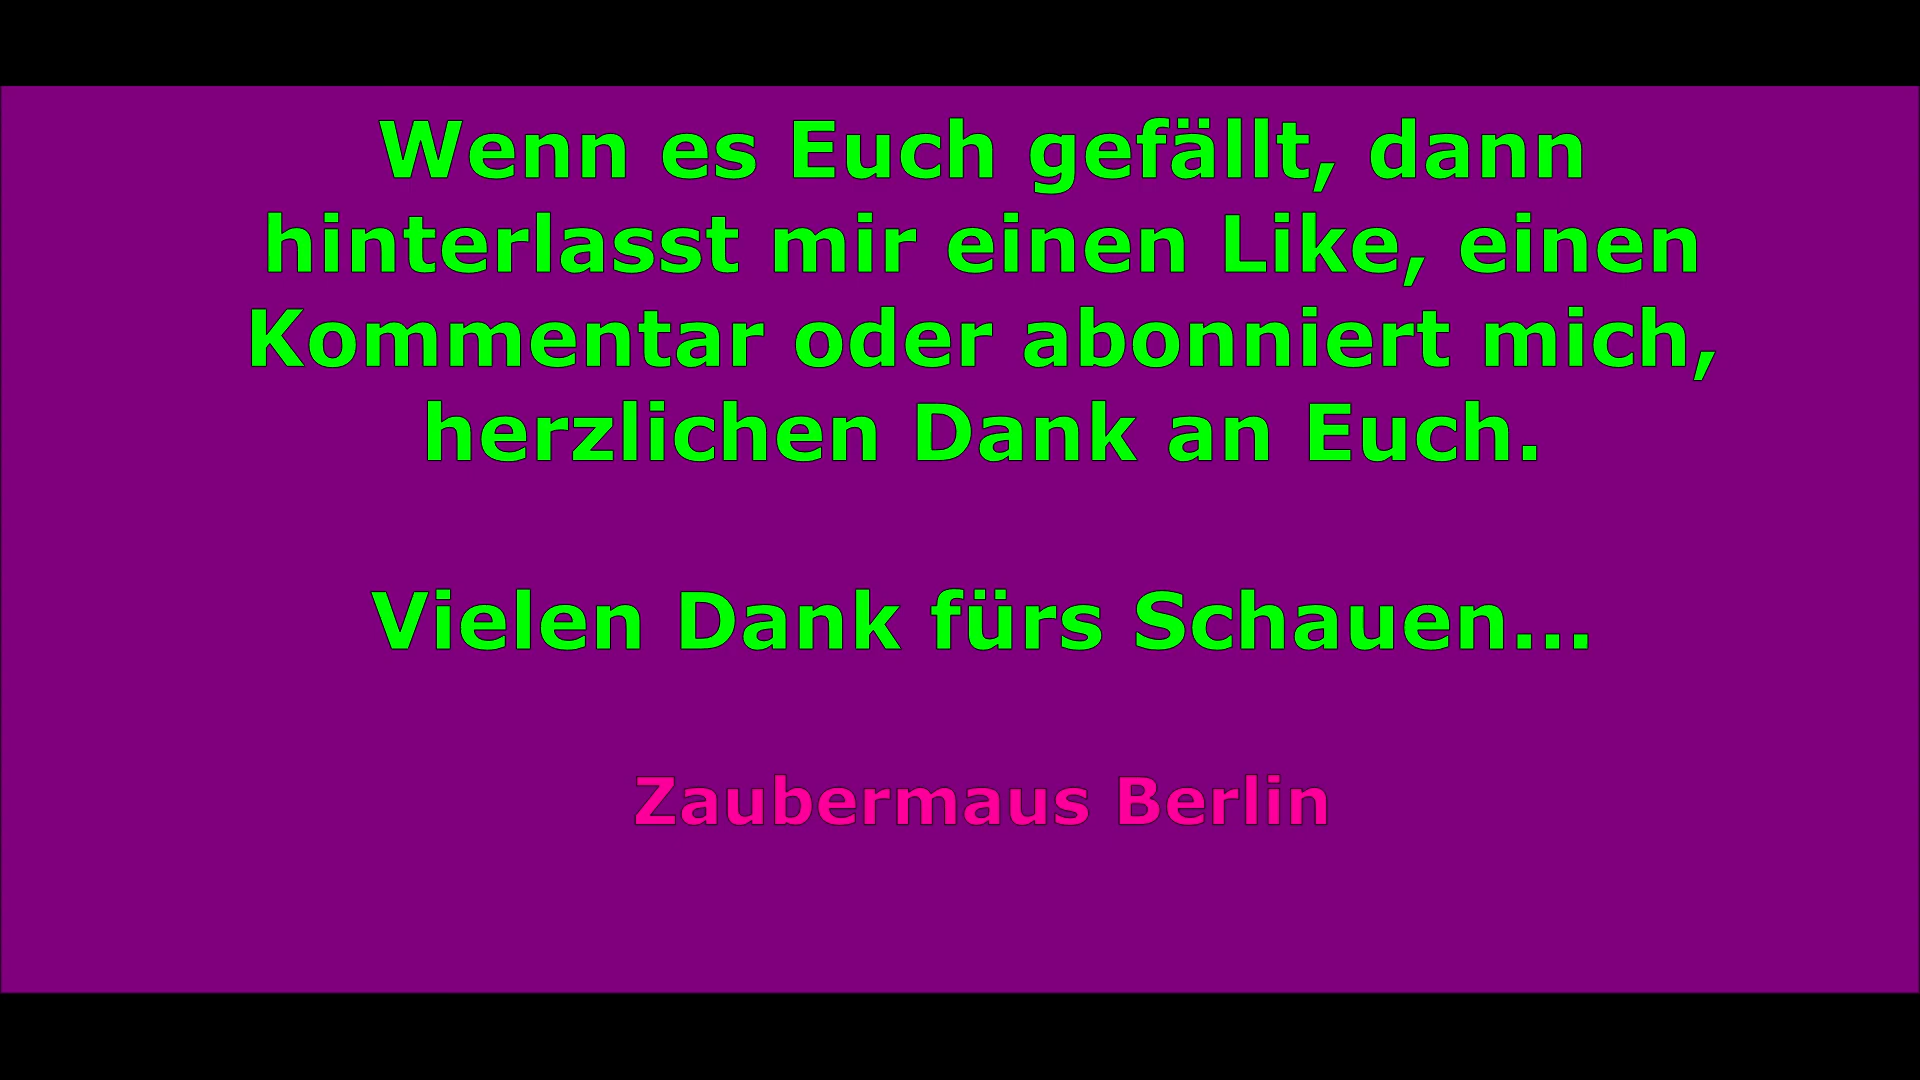 Wenn es Euch gefällt, dann
hinterlasst mir einen Like, einen
Kommentar oder abonniert mich,
herzlichen Dank an Euch.
Vielen Dank fürs Schauen...
Zaubermaus Berlin